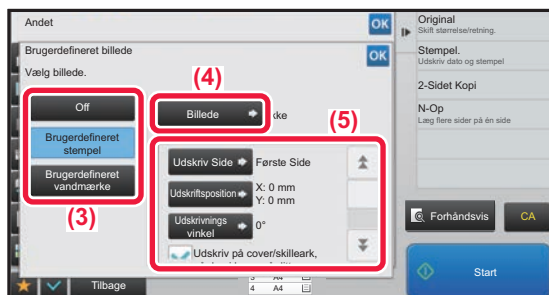 Andet
OK
Brugerdefineret billede
OK
Vælg billede.
(4)
Off
Billede
kke
(5)
Brugerdefineret
stempel
Brugerdefineret
vandmærke
(3)
Udskriv Side
Første Side
Udskriftsposition
X: 0 mm
Y: 0 mm
Udskrivnings
vinkel
0°
Udskriv på cover/skilleark,
Tilbage
3 A4
4 A4
Original
Skift størrelse/retning.
Stempel.
Udskriv dato og stempel
2-Sidet Kopi
N-Op
Læg flere sider på én side
Forhåndsvis
CA
Start